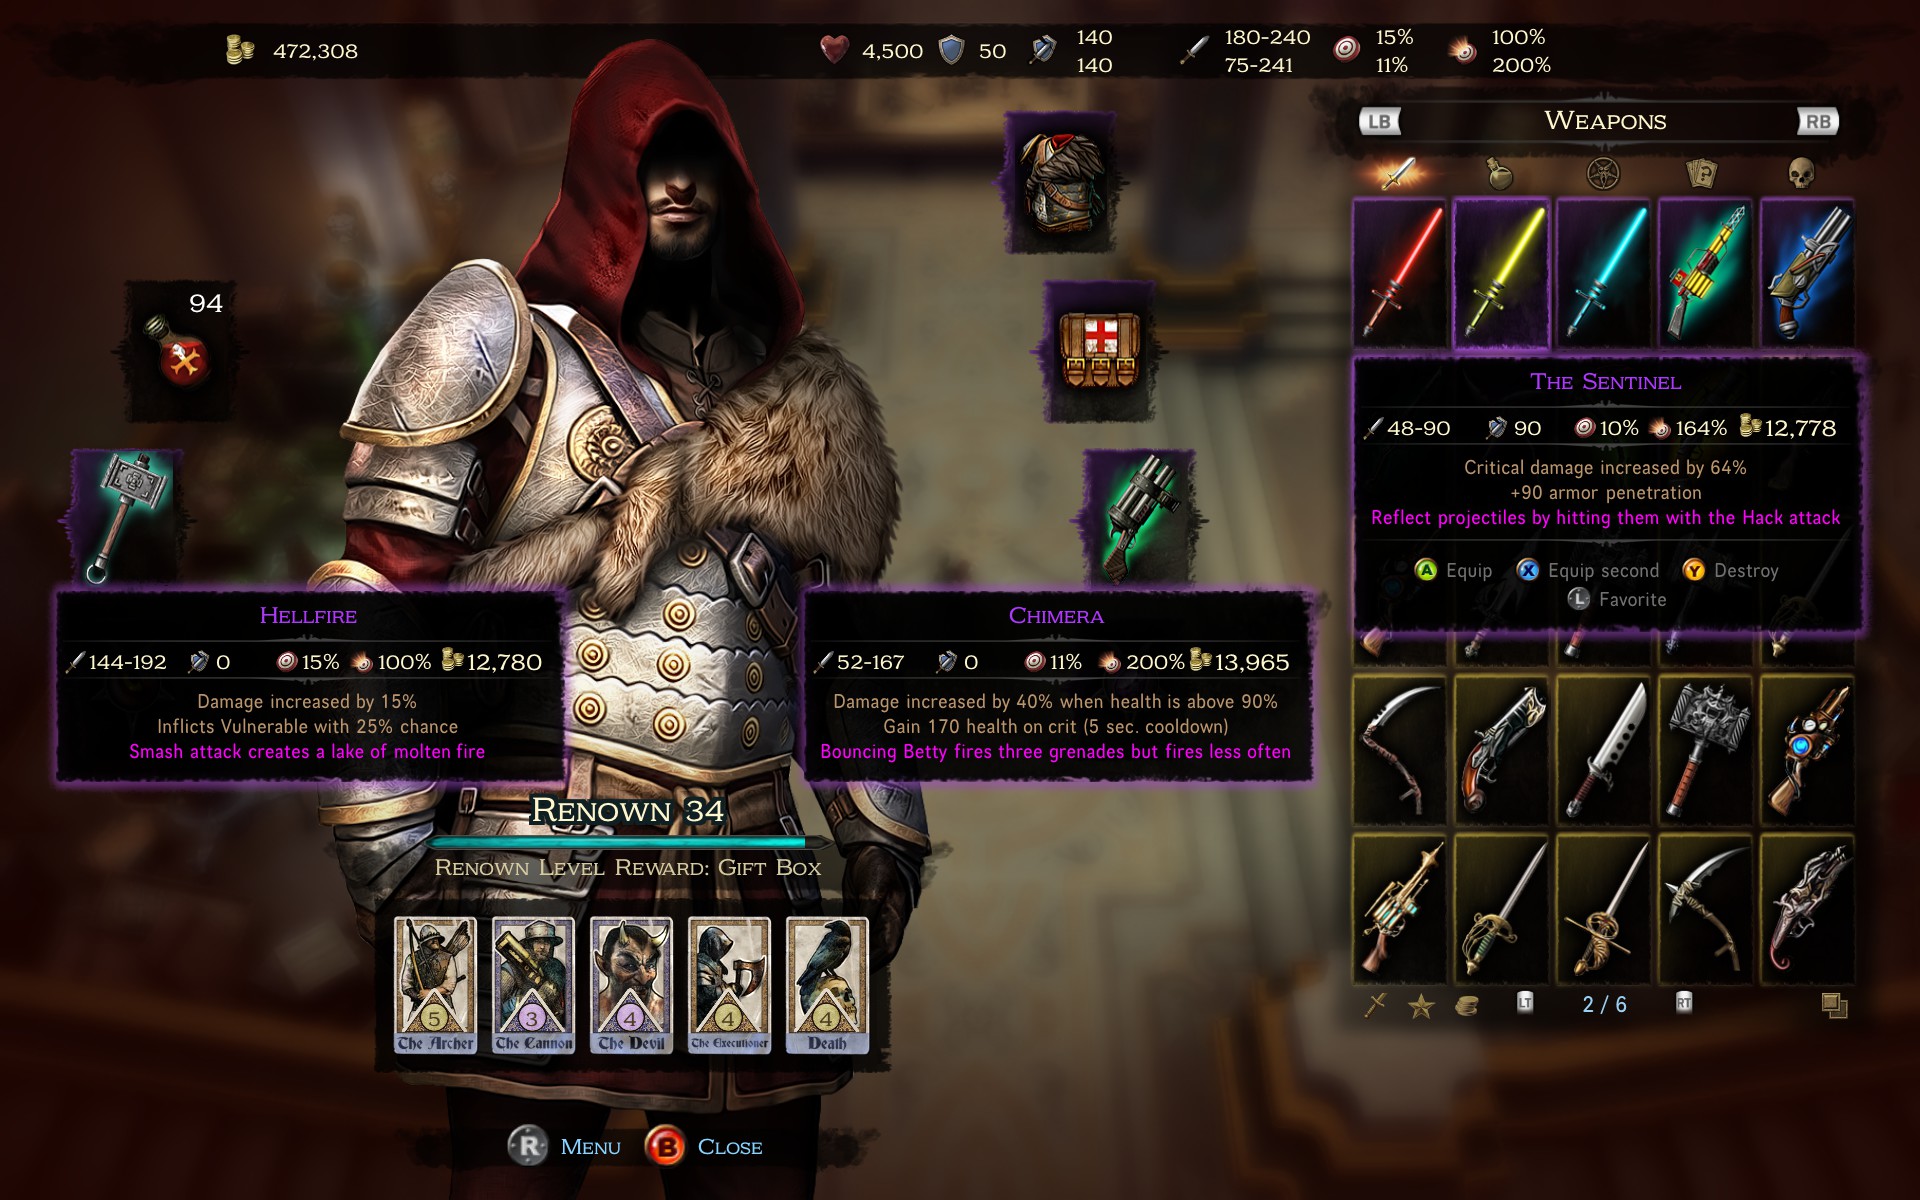 472,308
4,500
50
140
140
180-240
75-241
15%
11%
100%
200%
LB
Weapons
RB
94
The Sentinel
48-90 90 10% 164% 12,778
Critical damage increased by 64%
+90 armor penetration
Reflect projectiles by hitting them with the Hack attack
A Equip X Equip second Y Destroy
L Favorite
Hellfire
144-192 0 15% 100% 12,780
Damage increased by 15%
Inflicts Vulnerable with 25% chance
Smash attack creates a lake of molten fire
Chimera
52-167 0 11% 200% 13,965
Damage increased by 40% when health is above 90%
Gain 170 health on crit (5 sec. cooldown)
Bouncing Betty fires three grenades but fires less often
Renown 34
Renown Level Reward: Gift Box
5 3 4 4 4
The Archer The Cannon The Devil The Executioner Death
LT 2 / 6 RT
R Menu B Close